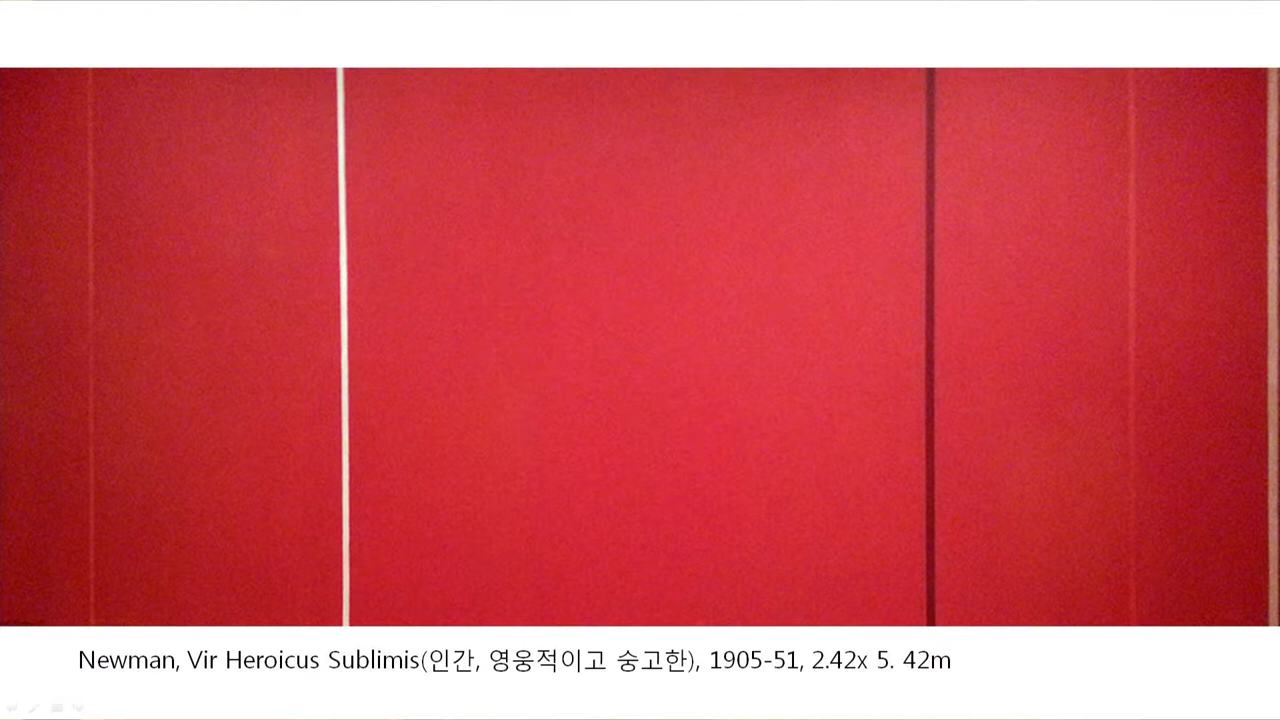 Newman, Vir Heroicus Sublimis(인간, 영웅적이고 숭고한), 1905-51, 2.42x 5. 42m